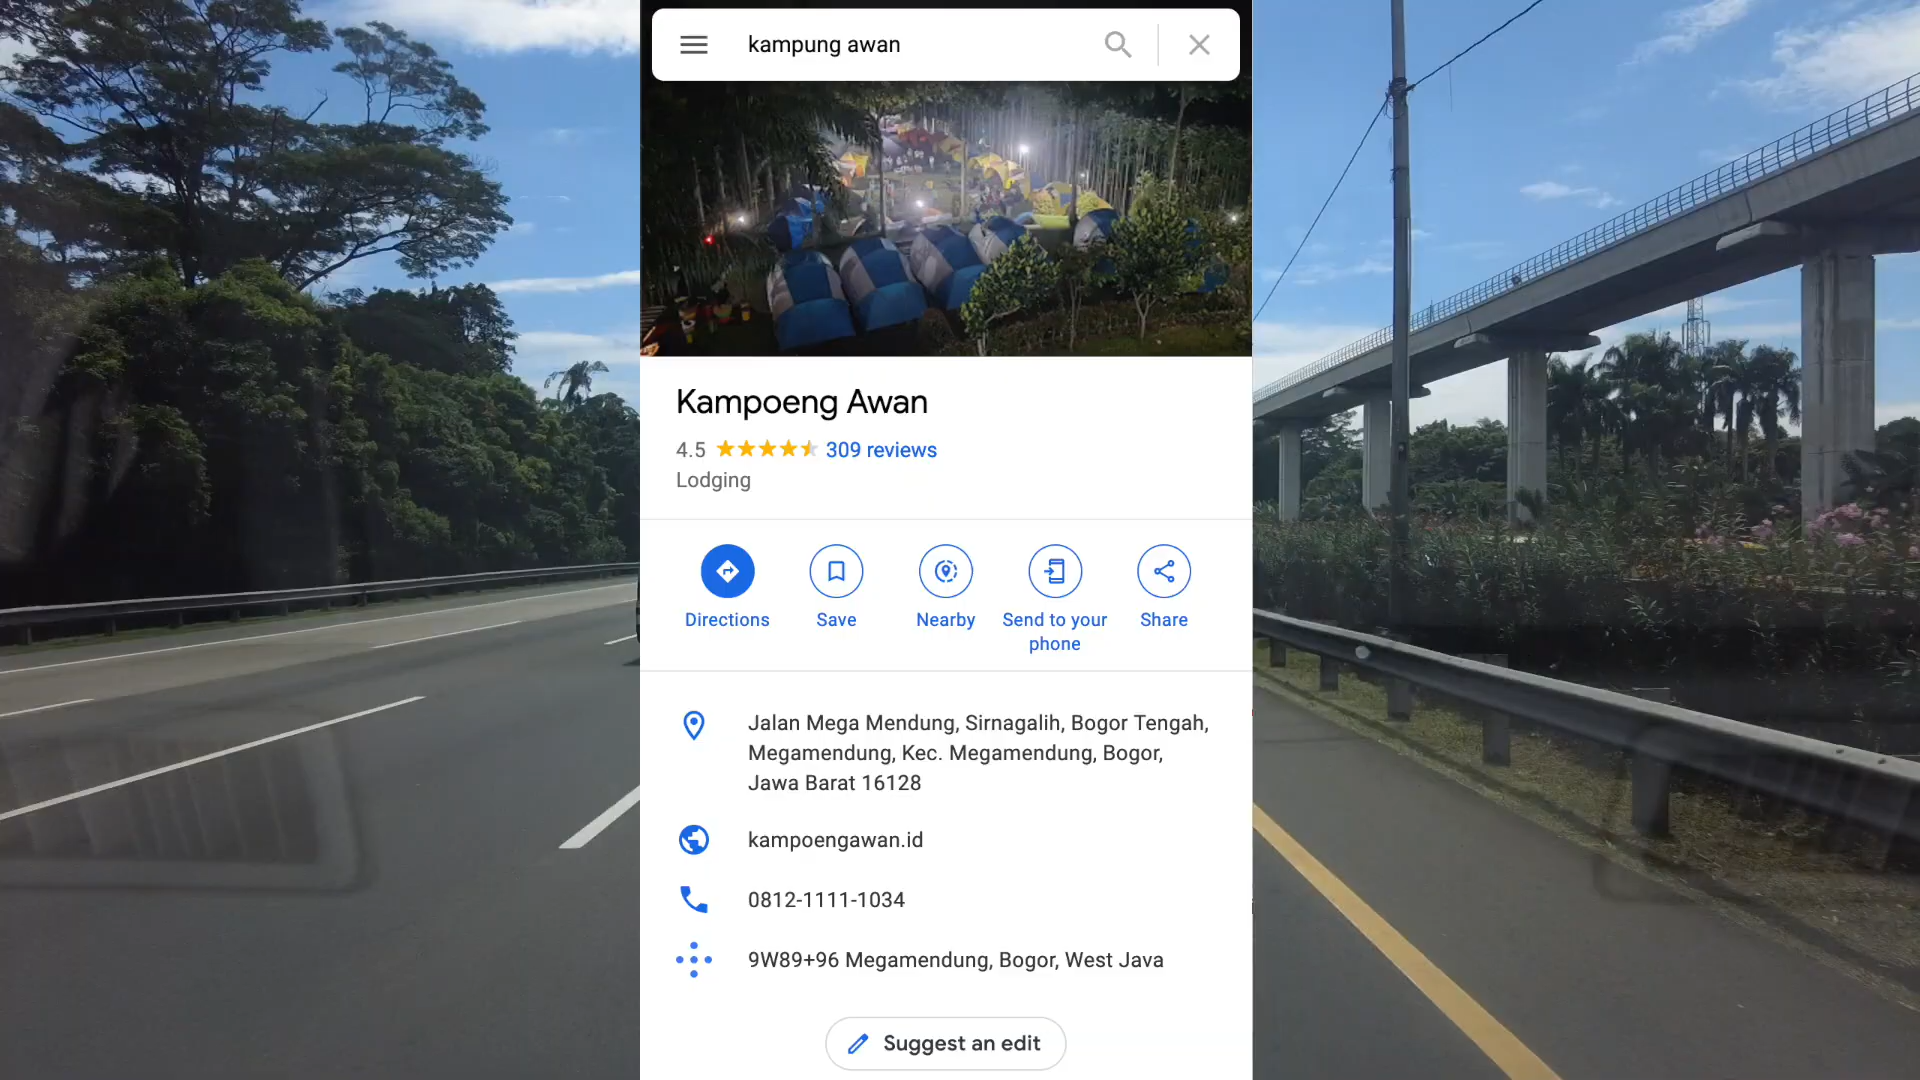 kampung awan
Kampoeng Awan
4.5 309 reviews
Lodging
Directions
Save
Nearby
Send to your
phone
Share
Jalan Mega Mendung, Sirnagalih, Bogor Tengah,
Megamendung, Kec. Megamendung, Bogor,
Jawa Barat 16128
kampoengawan.id
0812-1111-1034
9W89+96 Megamendung, Bogor, West Java
Suggest an edit